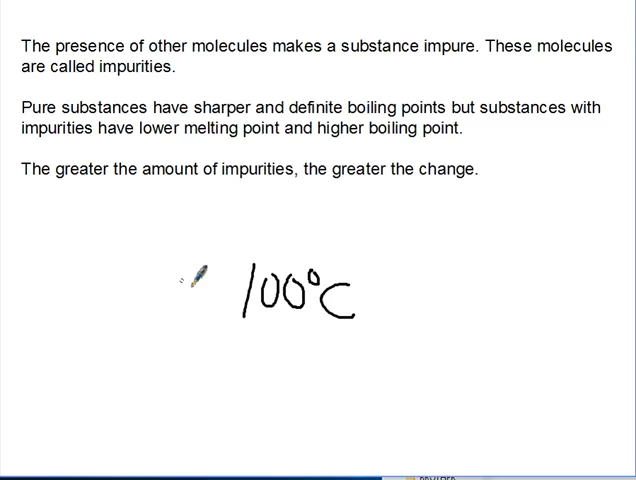 The presence of other molecules makes a substance impure. These molecules
are called impurities.
Pure substances have sharper and definite boiling points but substances with
impurities have lower melting point and higher boiling point.
The greater the amount of impurities, the greater the change.
100°C